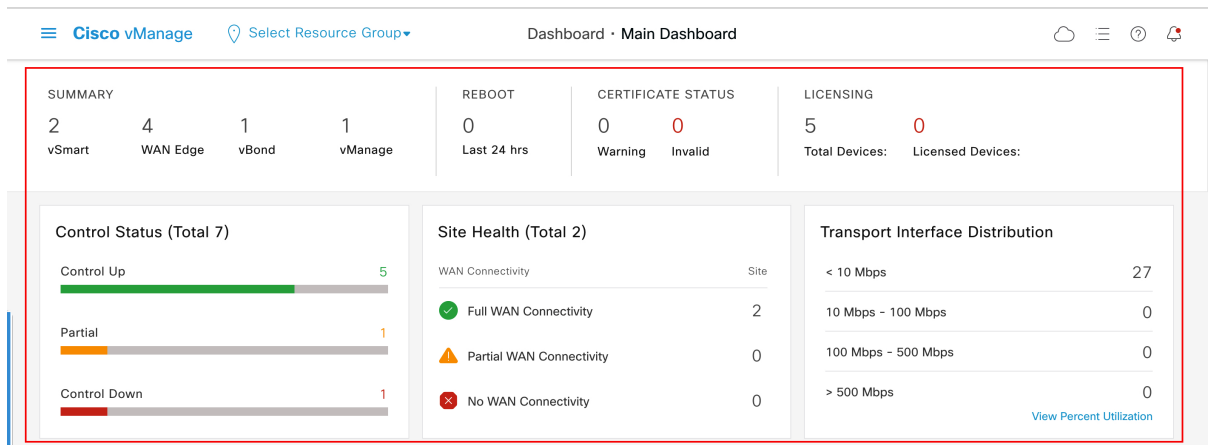 Cisco vManage
Select Resource Group▾
Dashboard · Main Dashboard
SUMMARY
2 4 1 1
vSmart WAN Edge vBond vManage
REBOOT
0
Last 24 hrs
CERTIFICATE STATUS
0 0
Warning Invalid
LICENSING
5 0
Total Devices: Licensed Devices:
Control Status (Total 7)
Control Up 5
Partial 1
Control Down 1
Site Health (Total 2)
WAN Connectivity Site
Full WAN Connectivity 2
Partial WAN Connectivity 0
No WAN Connectivity 0
Transport Interface Distribution
< 10 Mbps 27
10 Mbps - 100 Mbps 0
100 Mbps - 500 Mbps 0
> 500 Mbps 0
View Percent Utilization